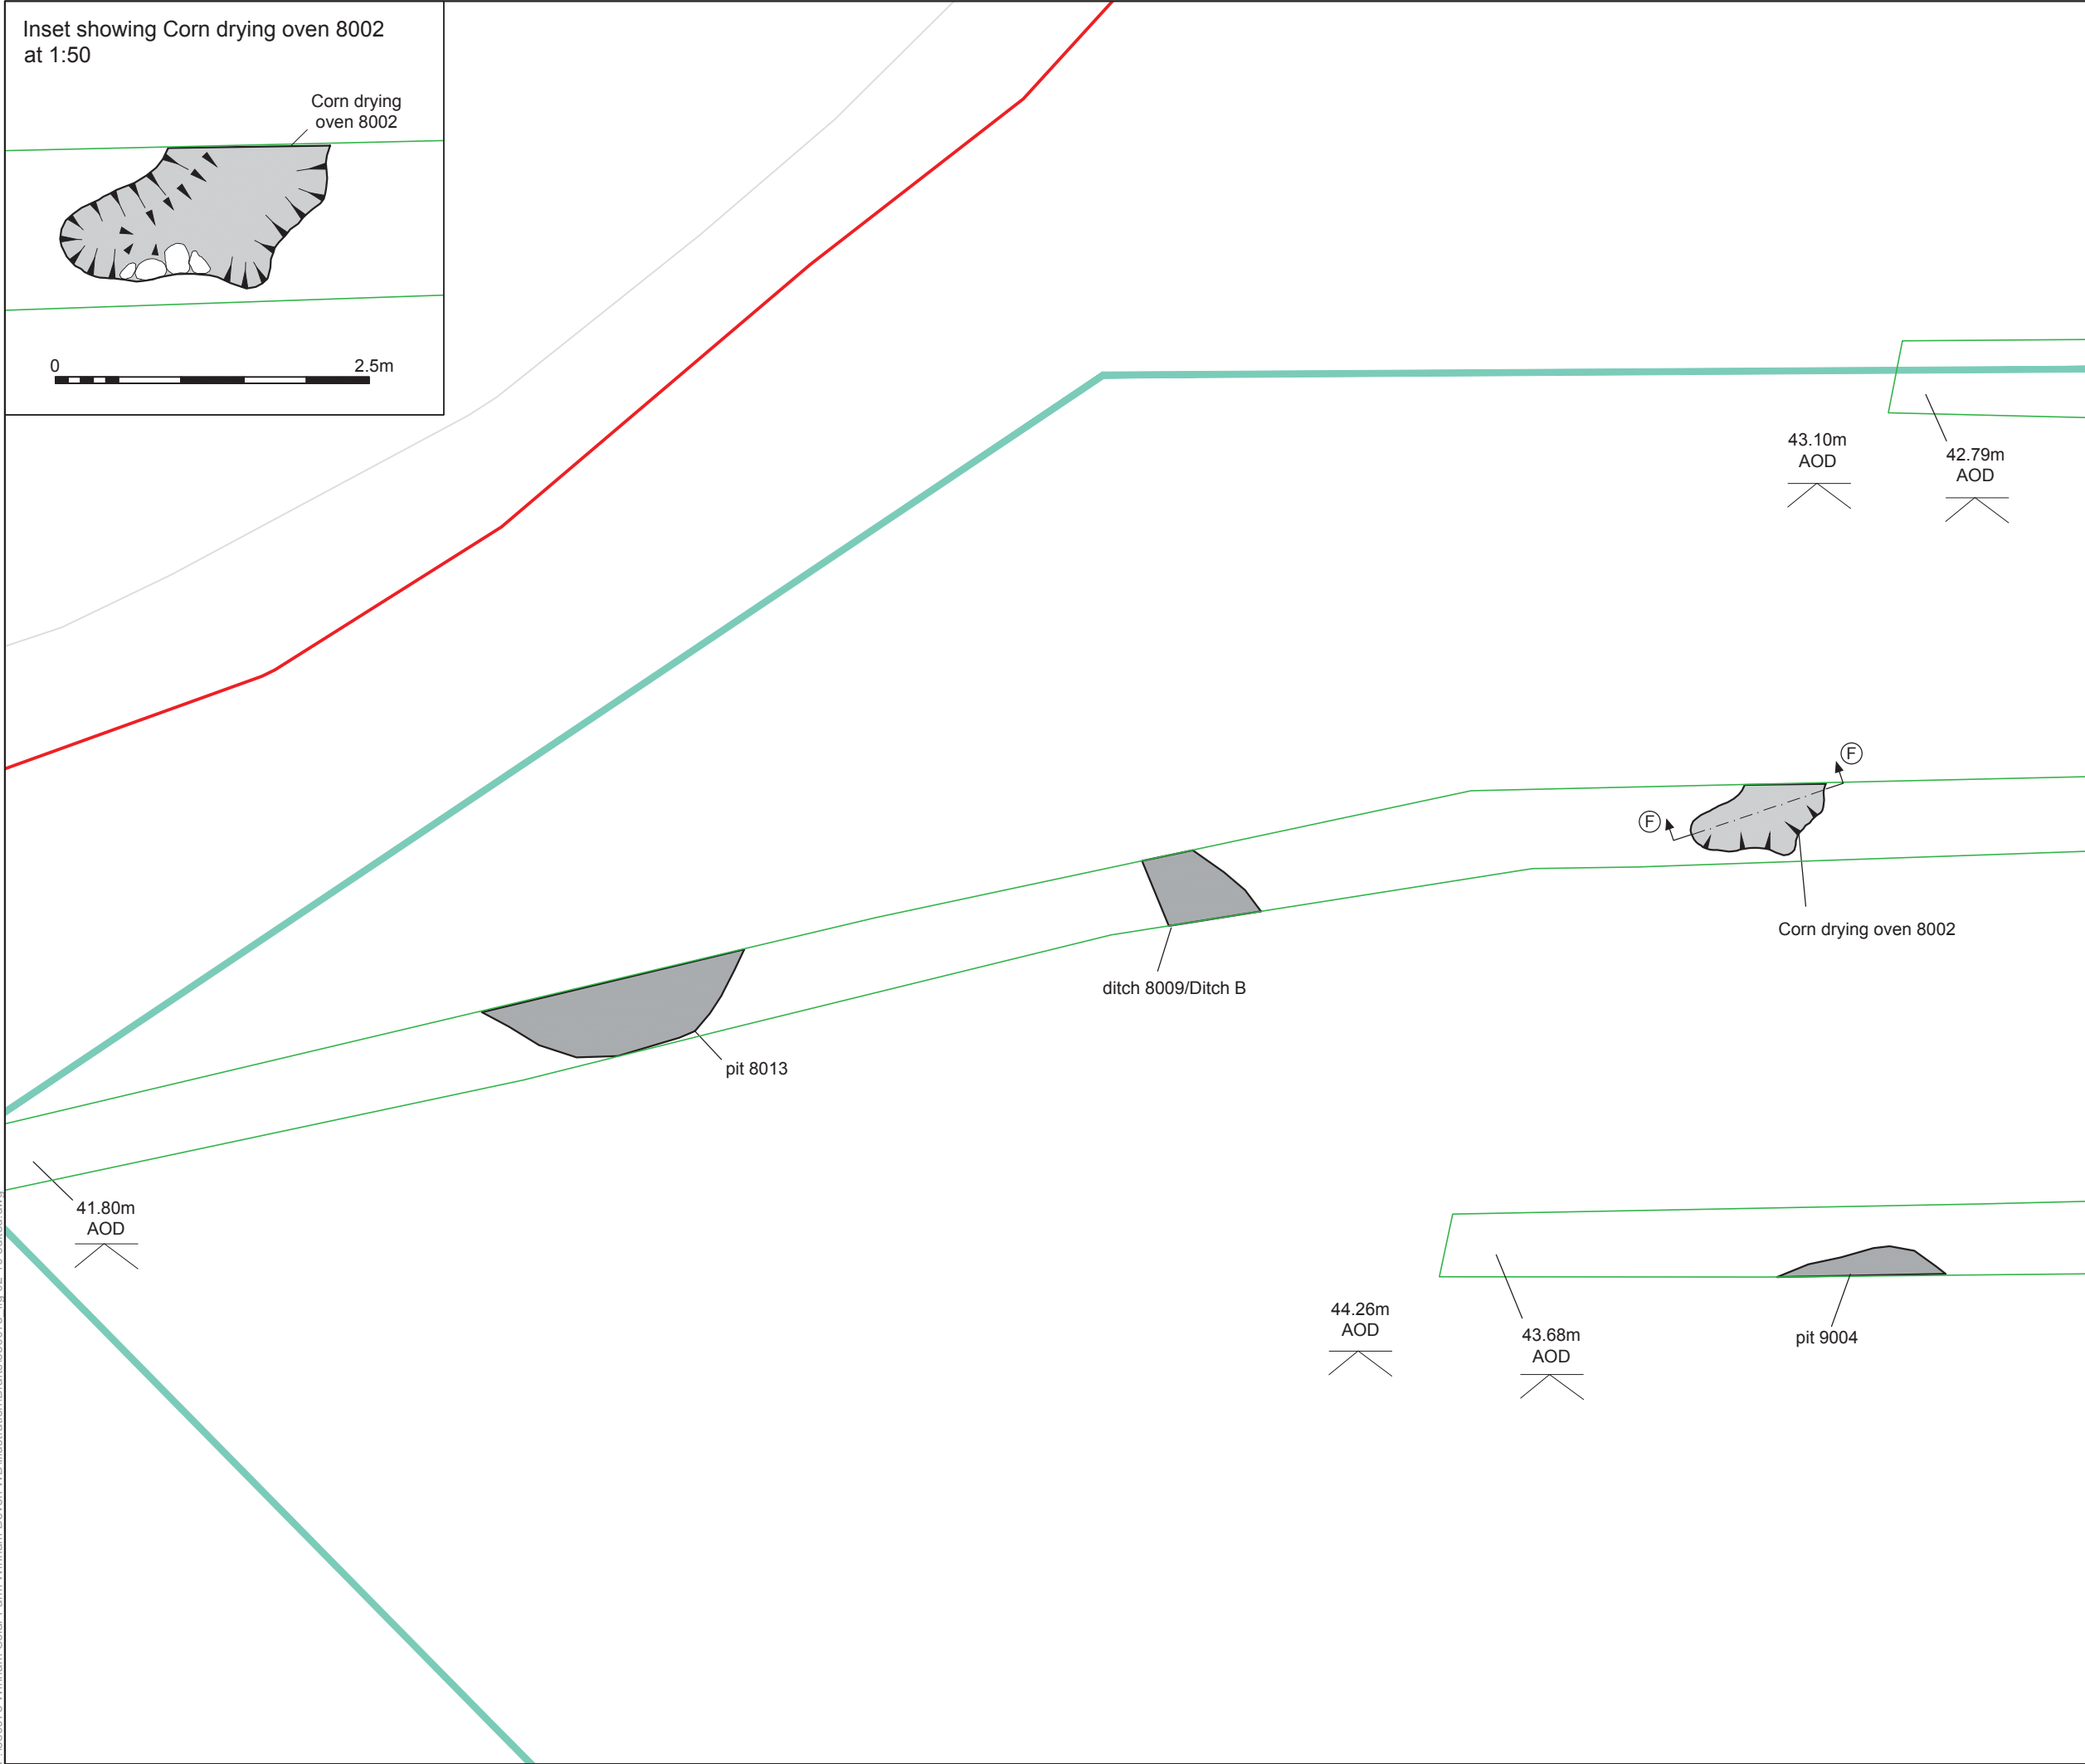 Inset showing Corn drying oven 8002
at 1:50
Corn drying
oven 8002
0
2.5m
43.10m
AOD
42.79m
AOD
F
F
Corn drying oven 8002
ditch 8009/Ditch B
pit 8013
41.80m
AOD
44.26m
AOD
43.68m
AOD
pit 9004